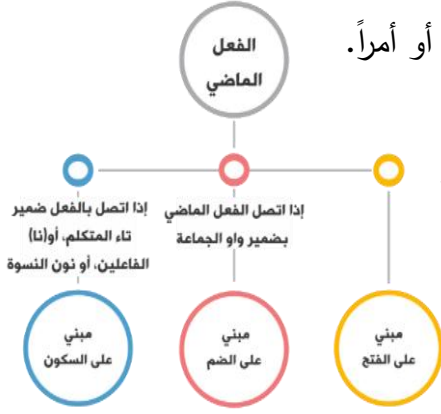 أو أمراً.
الفعل
الماضي
إذا اتصل الفعل الماضي
بضمير واو الجماعة
إذا اتصل بالفعل ضمير
تاء المتكلم، أو(نا)
الفاعلين، أو نون النسوة
مبني
على الفتح
مبني
على الضم
مبني
على السكون